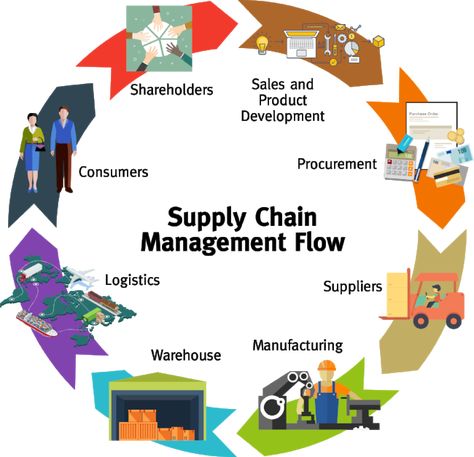 Shareholders
Sales and
Product
Development
Purchase Order
Procurement
Consumers
Supply Chain
Management Flow
Logistics
Suppliers
Warehouse
Manufacturing